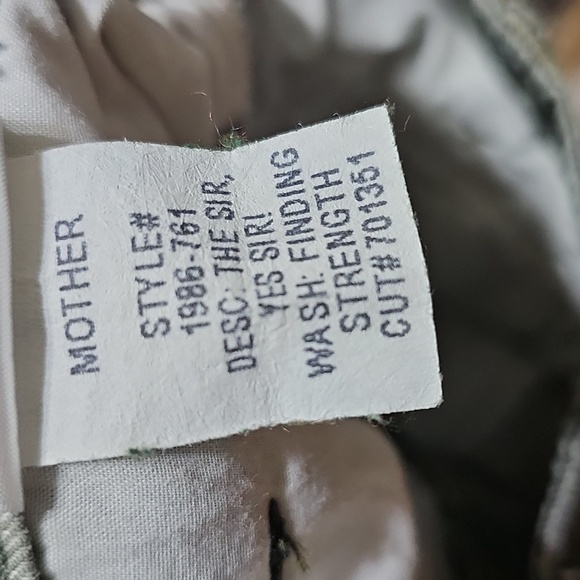 MOTHER
STYLE#
1986-761
DESC: THE SIR,
YES SIR!
WASH: FINDING
STRENGTH
CUT# 701351